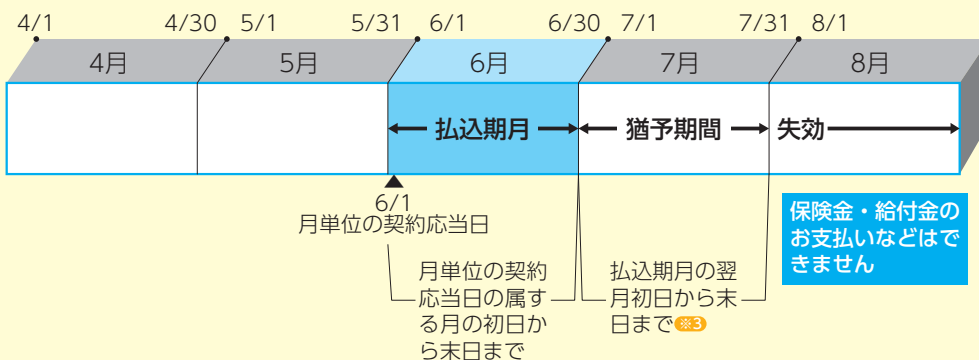 4/1 4/30 5/1 5/31 6/1 6/30 7/1 7/31 8/1
4月 5月 6月 7月 8月
払込期月 猶予期間 失効
6/1
月単位の契約応当日
保険金・給付金の
お支払いなどはで
きません
月単位の契約
応当日の属す
る月の初日か
ら末日まで
払込期月の翌
月初日から末
日まで※3